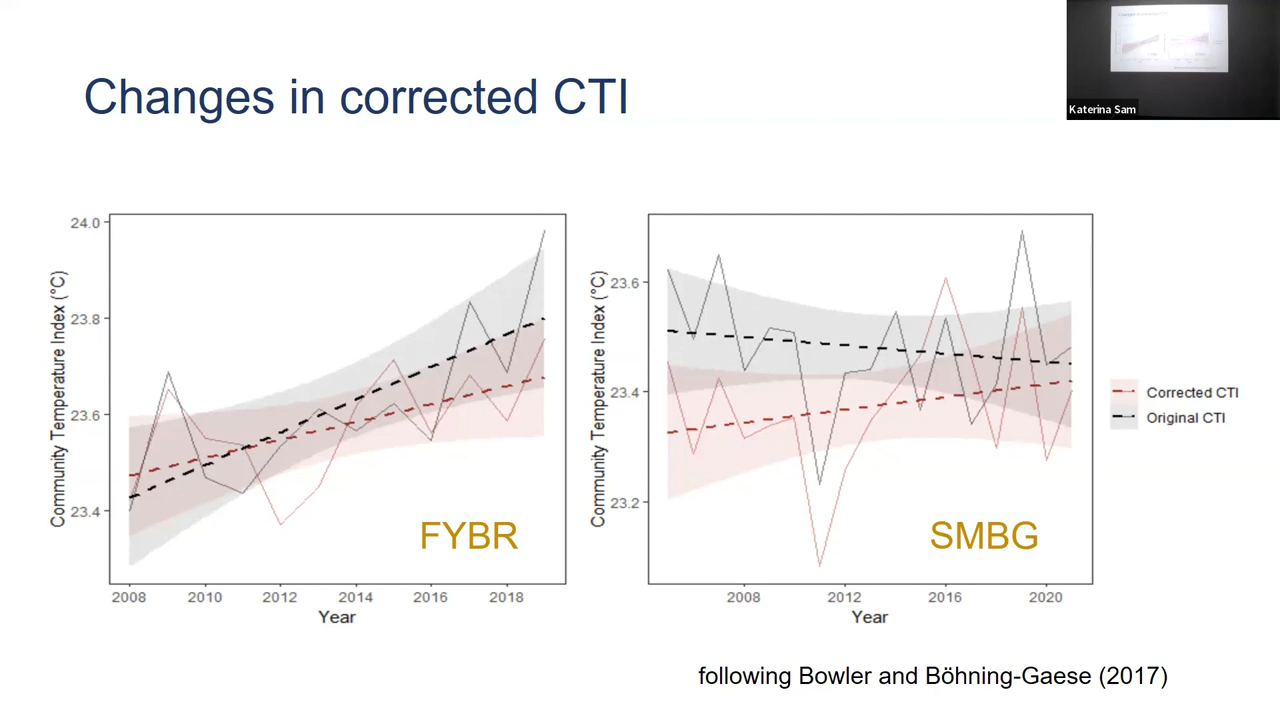 Changes in corrected CTI
Katerina Sam
Community Temperature Index (°C)
24.0
23.8
23.6
23.4
2008 2010 2012 2014 2016 2018
Year
FYBR
Community Temperature Index (°C)
23.6
23.4
23.2
2008 2012 2016 2020
Year
SMBG
Corrected CTI
Original CTI
following Bowler and Böhning-Gaese (2017)